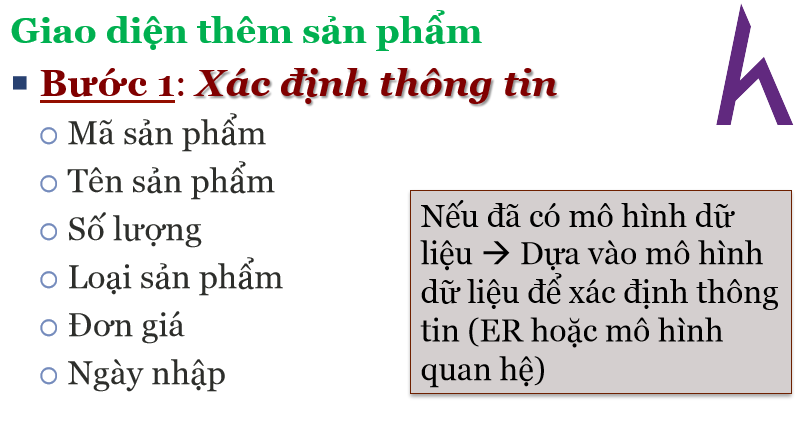 Giao diện thêm sản phẩm
Bước 1: Xác định thông tin
Mã sản phẩm
Tên sản phẩm
Số lượng
Loại sản phẩm
Đơn giá
Ngày nhập
Nếu đã có mô hình dữ
liệu → Dựa vào mô hình
dữ liệu để xác định thông
tin (ER hoặc mô hình
quan hệ)